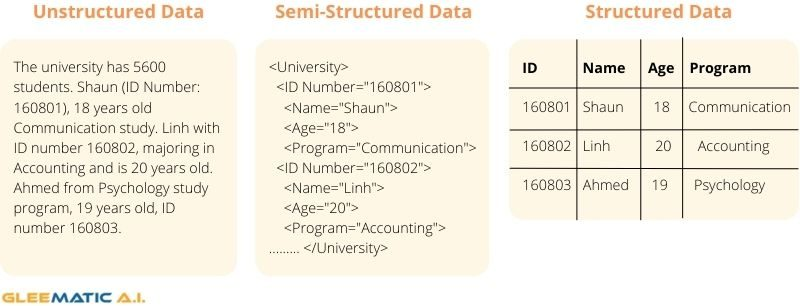 Unstructured Data
The university has 5600
students. Shaun (ID Number:
160801), 18 years old
Communication study. Linh with
ID number 160802, majoring in
Accounting and is 20 years old.
Ahmed from Psychology study
program, 19 years old, ID
number 160803.
Semi-Structured Data
<University>
<ID Number="160801">
<Name="Shaun">
<Age="18">
<Program="Communication">
<ID Number="160802">
<Name="Linh">
<Age="20">
<Program="Accounting">
......... </University>
Structured Data
ID Name Age Program
160801 Shaun 18 Communication
160802 Linh 20 Accounting
160803 Ahmed 19 Psychology
GLEEMATIC A.I.